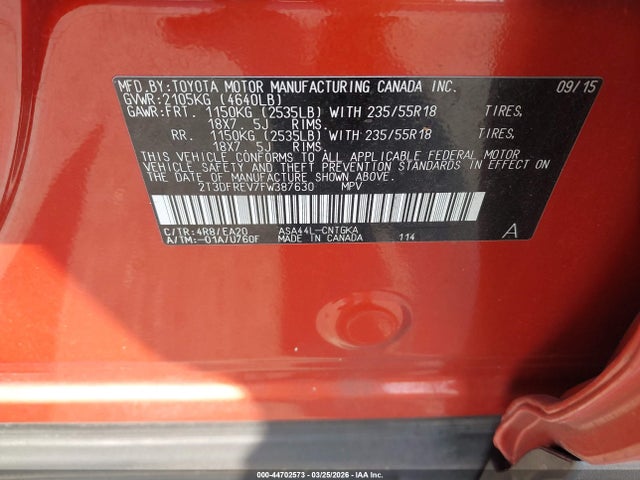 MFD.BY:TOYOTA MOTOR MANUFACTURING CANADA INC. 09/15
GVWR:2105KG (4640LB)
GAWR:FRT. 1150KG (2535LB) WITH 235/55R18 TIRES,
18X7.5J RIMS.
RR. 1150KG (2535LB) WITH 235/55R18 TIRES,
18X7.5J RIMS.
THIS VEHICLE CONFORMS TO ALL APPLICABLE FEDERAL MOTOR
VEHICLE SAFETY AND THEFT PREVENTION STANDARDS IN EFFECT
ON THE DATE OF MANUFACTURE SHOWN ABOVE.
2T3DFREV7FW387630 MPV
C/TR:4R8/EA20 ASA44L-CNTGKA A
A/TM:-01A/U760F MADE IN CANADA 114
000-44702573 - 03/25/2026 - IAA Inc.